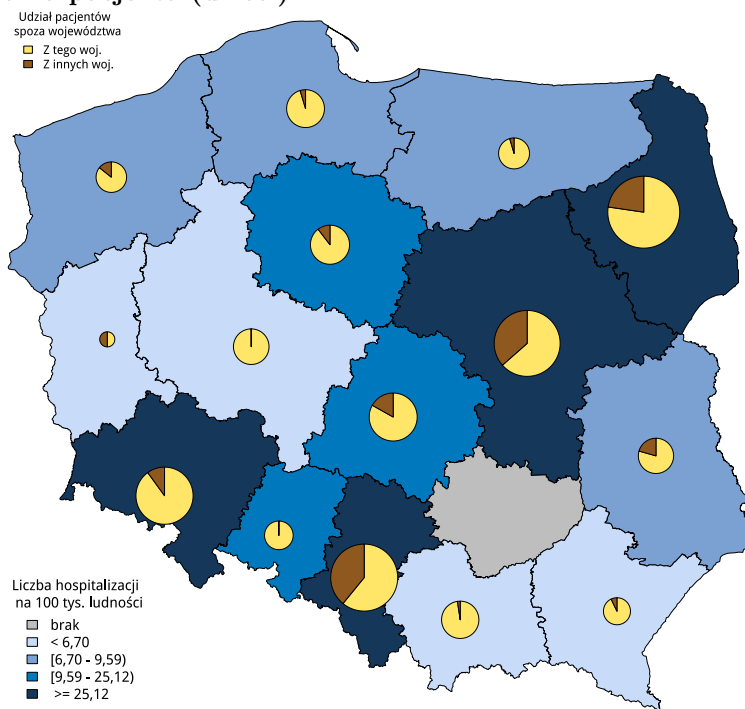 Udział pacjentów
spoza województwa
Z tego woj.
Z innych woj.
Liczba hospitalizacji
na 100 tys. ludności
brak
< 6,70
[6,70 - 9,59)
[9,59 - 25,12)
>= 25,12